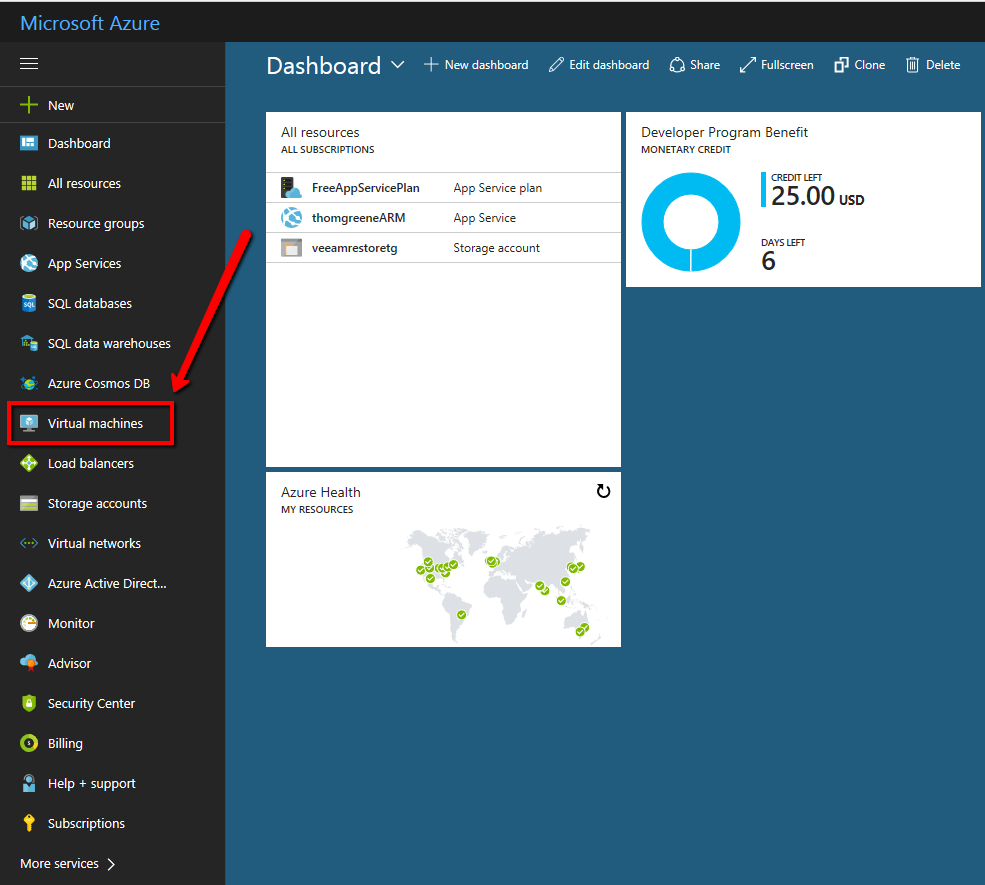 Microsoft Azure
New
Dashboard
All resources
Resource groups
App Services
SQL databases
SQL data warehouses
Azure Cosmos DB
Virtual machines
Load balancers
Storage accounts
Virtual networks
Azure Active Direct...
Monitor
Advisor
Security Center
Billing
Help + support
Subscriptions
More services
Dashboard New dashboard Edit dashboard Share Fullscreen Clone Delete
All resources
ALL SUBSCRIPTIONS
FreeAppServicePlan App Service plan
thomgreeneARM App Service
veeamrestoretg Storage account
Developer Program Benefit
MONETARY CREDIT
CREDIT LEFT
25.00 USD
DAYS LEFT
6
Azure Health
MY RESOURCES